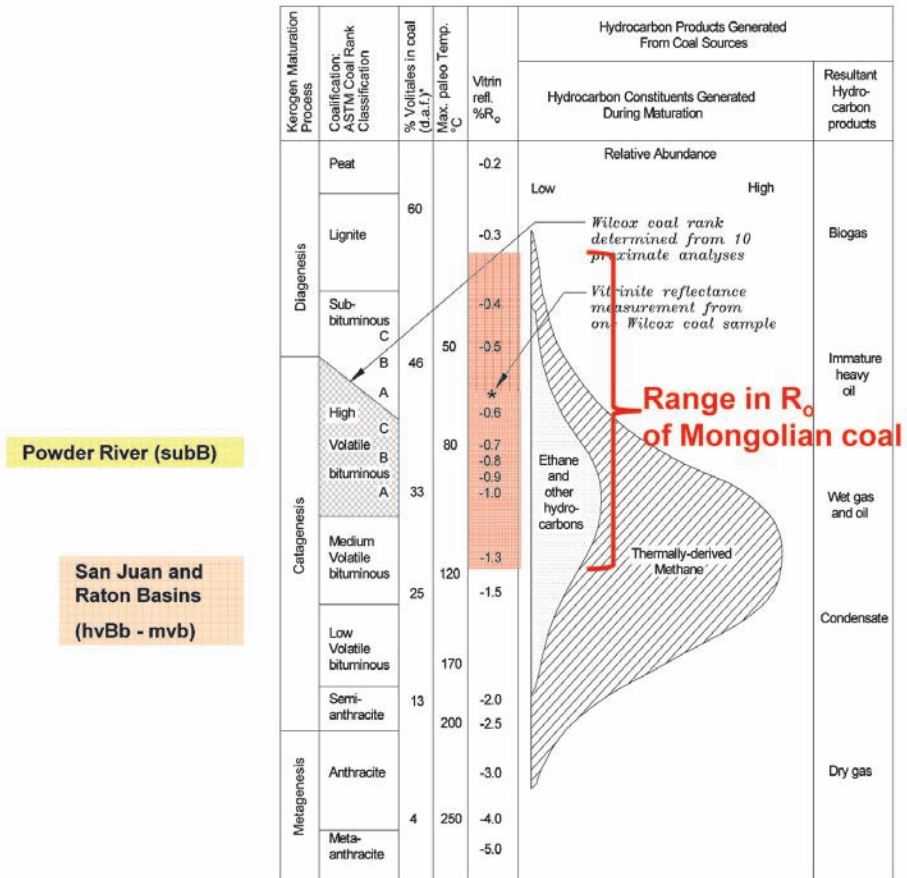 Kerogen Maturation
Process
Coalification:
ASTM Coal Rank
Classification
% Volitales in coal
(d.a.f.)*
Max. paleo Temp.
°C
Vitrin
refl.
%Ro
Hydrocarbon Products Generated
From Coal Sources
Hydrocarbon Constituents Generated
During Maturation
Resultant
Hydro-
carbon
products
Relative Abundance
Low
High
Diagenesis
Catagenesis
Metagenesis
Peat
Lignite
Sub-
bituminous
C
B
A
High
C
Volatile
B
bituminous
A
Medium
Volatile
bituminous
Low
Volatile
bituminous
Semi-
anthracite
Anthracite
Meta-
anthracite
60
46
33
25
13
4
50
80
120
170
200
250
-0.2
-0.3
-0.4
-0.5
*
-0.6
-0.7
-0.8
-0.9
-1.0
-1.3
-1.5
-2.0
-2.5
-3.0
-4.0
-5.0
Wilcox coal rank
determined from 10
proximate analyses
Vitrinite reflectance
measurement from
one Wilcox coal sample
Range in Ro
of Mongolian coal
Ethane and
other
hydro-
carbons
Thermally-derived
Methane
Biogas
Immature
heavy
oil
Wet gas
and oil
Condensate
Dry gas
Powder River (subB)
San Juan and
Raton Basins
(hvBb - mvb)